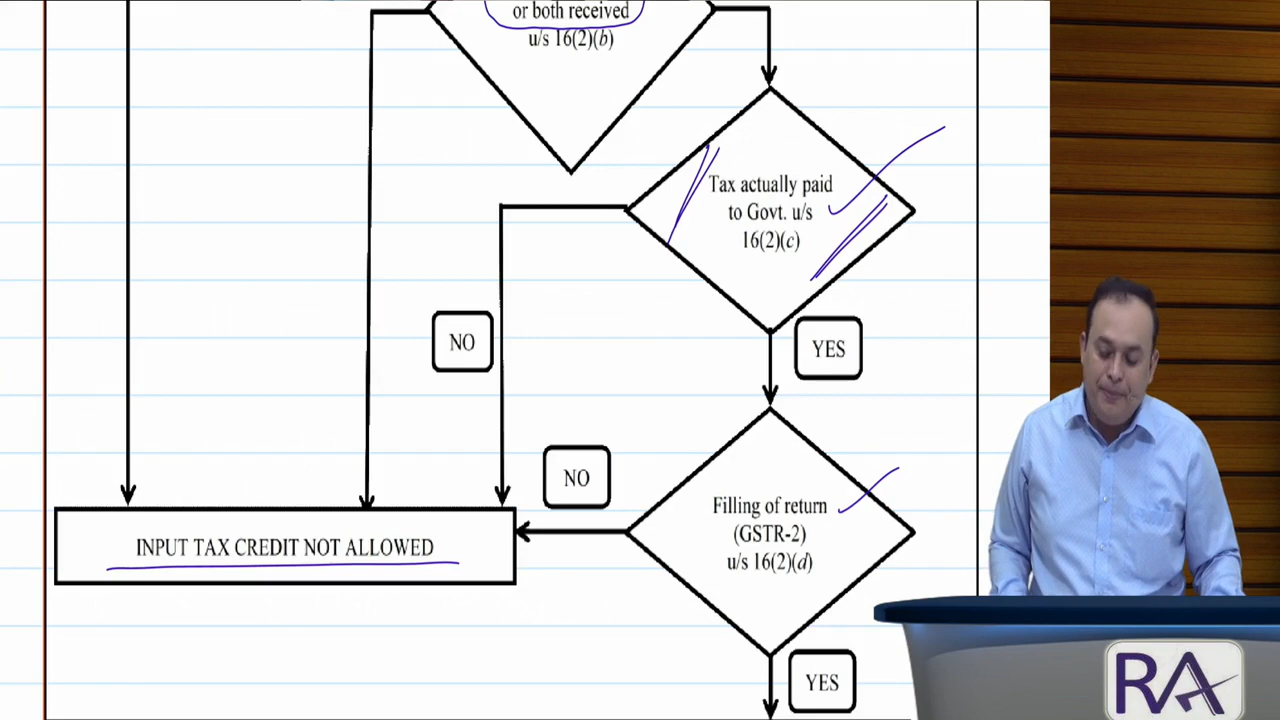 or both received
u/s 16(2)(b)
Tax actually paid
to Govt. u/s
16(2)(c)
NO
YES
NO
Filling of return
(GSTR-2)
u/s 16(2)(d)
INPUT TAX CREDIT NOT ALLOWED
YES
RA